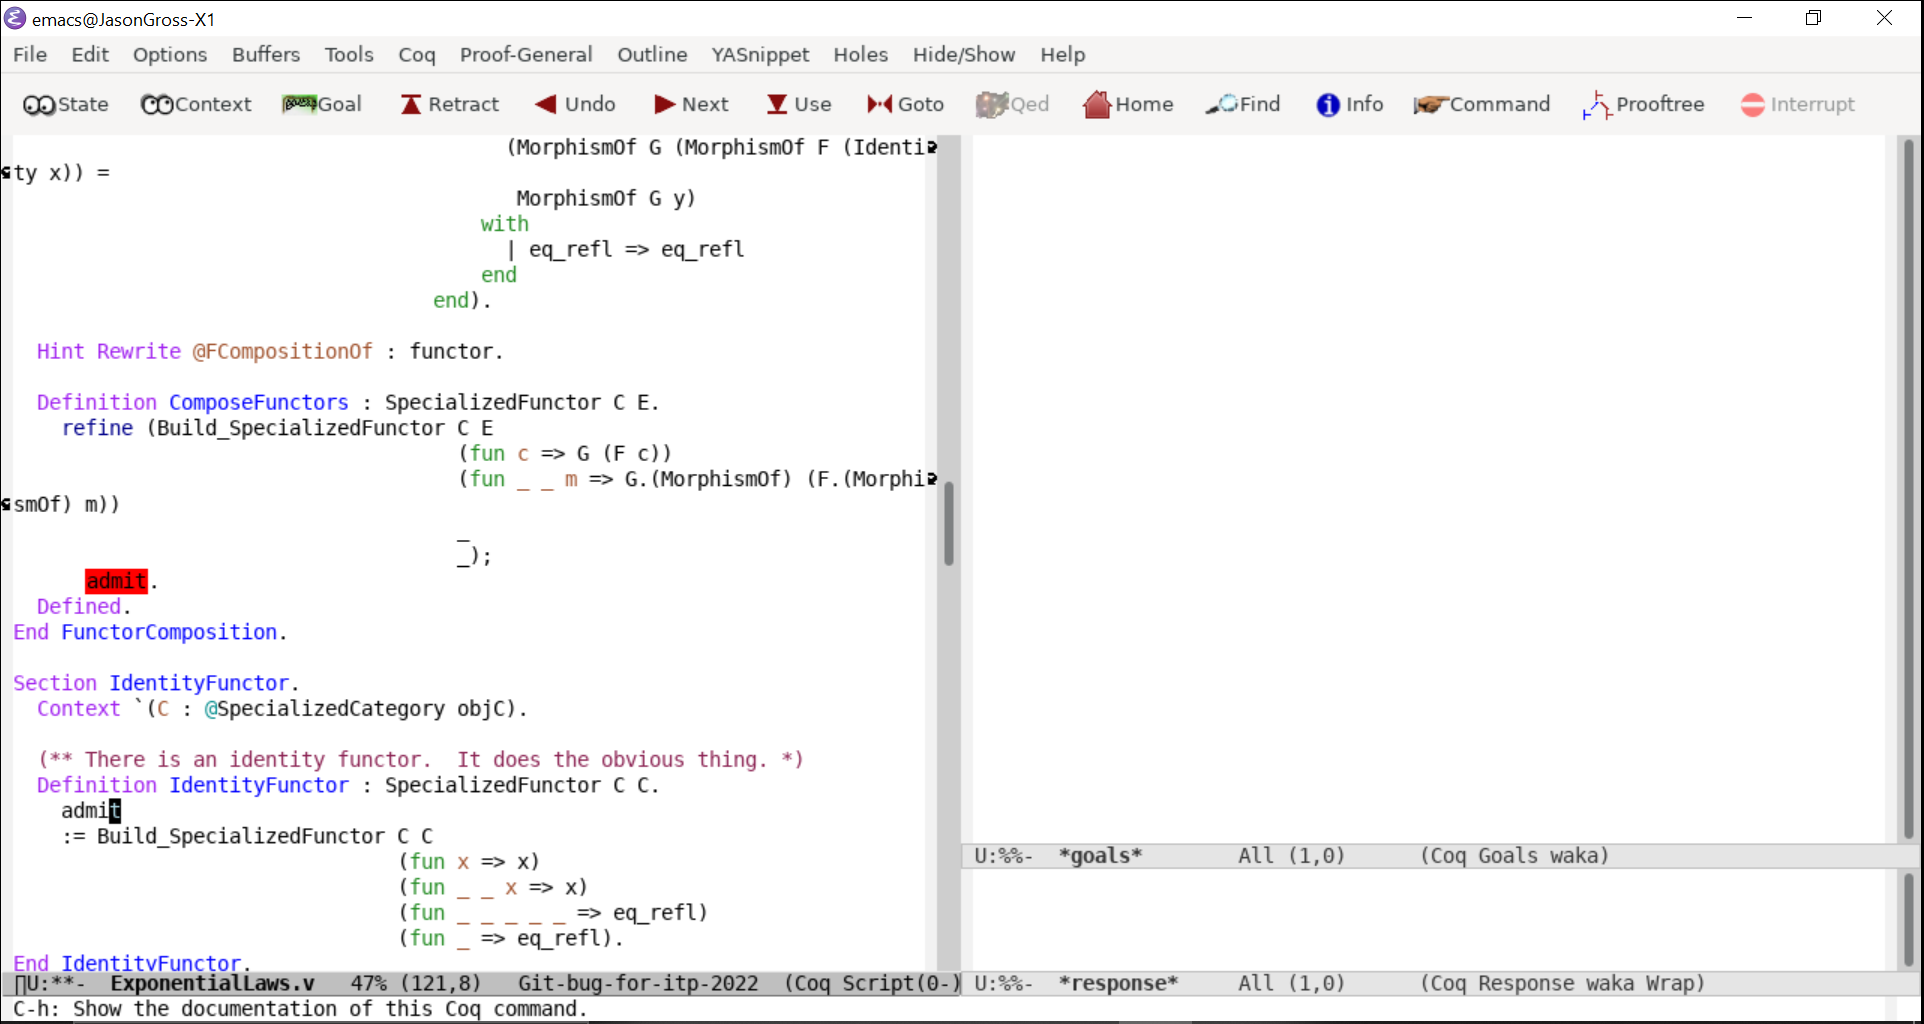 emacs@JasonGross-X1
File Edit Options Buffers Tools Coq Proof-General Outline YASnippet Holes Hide/Show Help
State Context Goal Retract Undo Next Use Goto Qed Home Find Info Command Prooftree Interrupt
(MorphismOf G (MorphismOf F (Identi
ty x)) =
MorphismOf G y)
with
| eq_refl => eq_refl
end
end).
Hint Rewrite @FCompositionOf : functor.
Definition ComposeFunctors : SpecializedFunctor C E.
refine (Build_SpecializedFunctor C E
(fun c => G (F c))
(fun _ _ m => G.(MorphismOf) (F.(Morphi
smOf) m))
_
_);
admit.
Defined.
End FunctorComposition.
Section IdentityFunctor.
Context `(C : @SpecializedCategory objC).
(** There is an identity functor.  It does the obvious thing. *)
Definition IdentityFunctor : SpecializedFunctor C C.
admit
:= Build_SpecializedFunctor C C
(fun x => x)
(fun _ _ x => x)
(fun _ _ _ _ _ => eq_refl)
(fun _ => eq_refl).
End IdentityFunctor.
U:**-  ExponentialLaws.v   47% (121,8)   Git-bug-for-itp-2022  (Coq Script(0-)
C-h: Show the documentation of this Coq command.
U:%%-  *goals*        All (1,0)      (Coq Goals waka)
U:%%-  *response*     All (1,0)      (Coq Response waka Wrap)